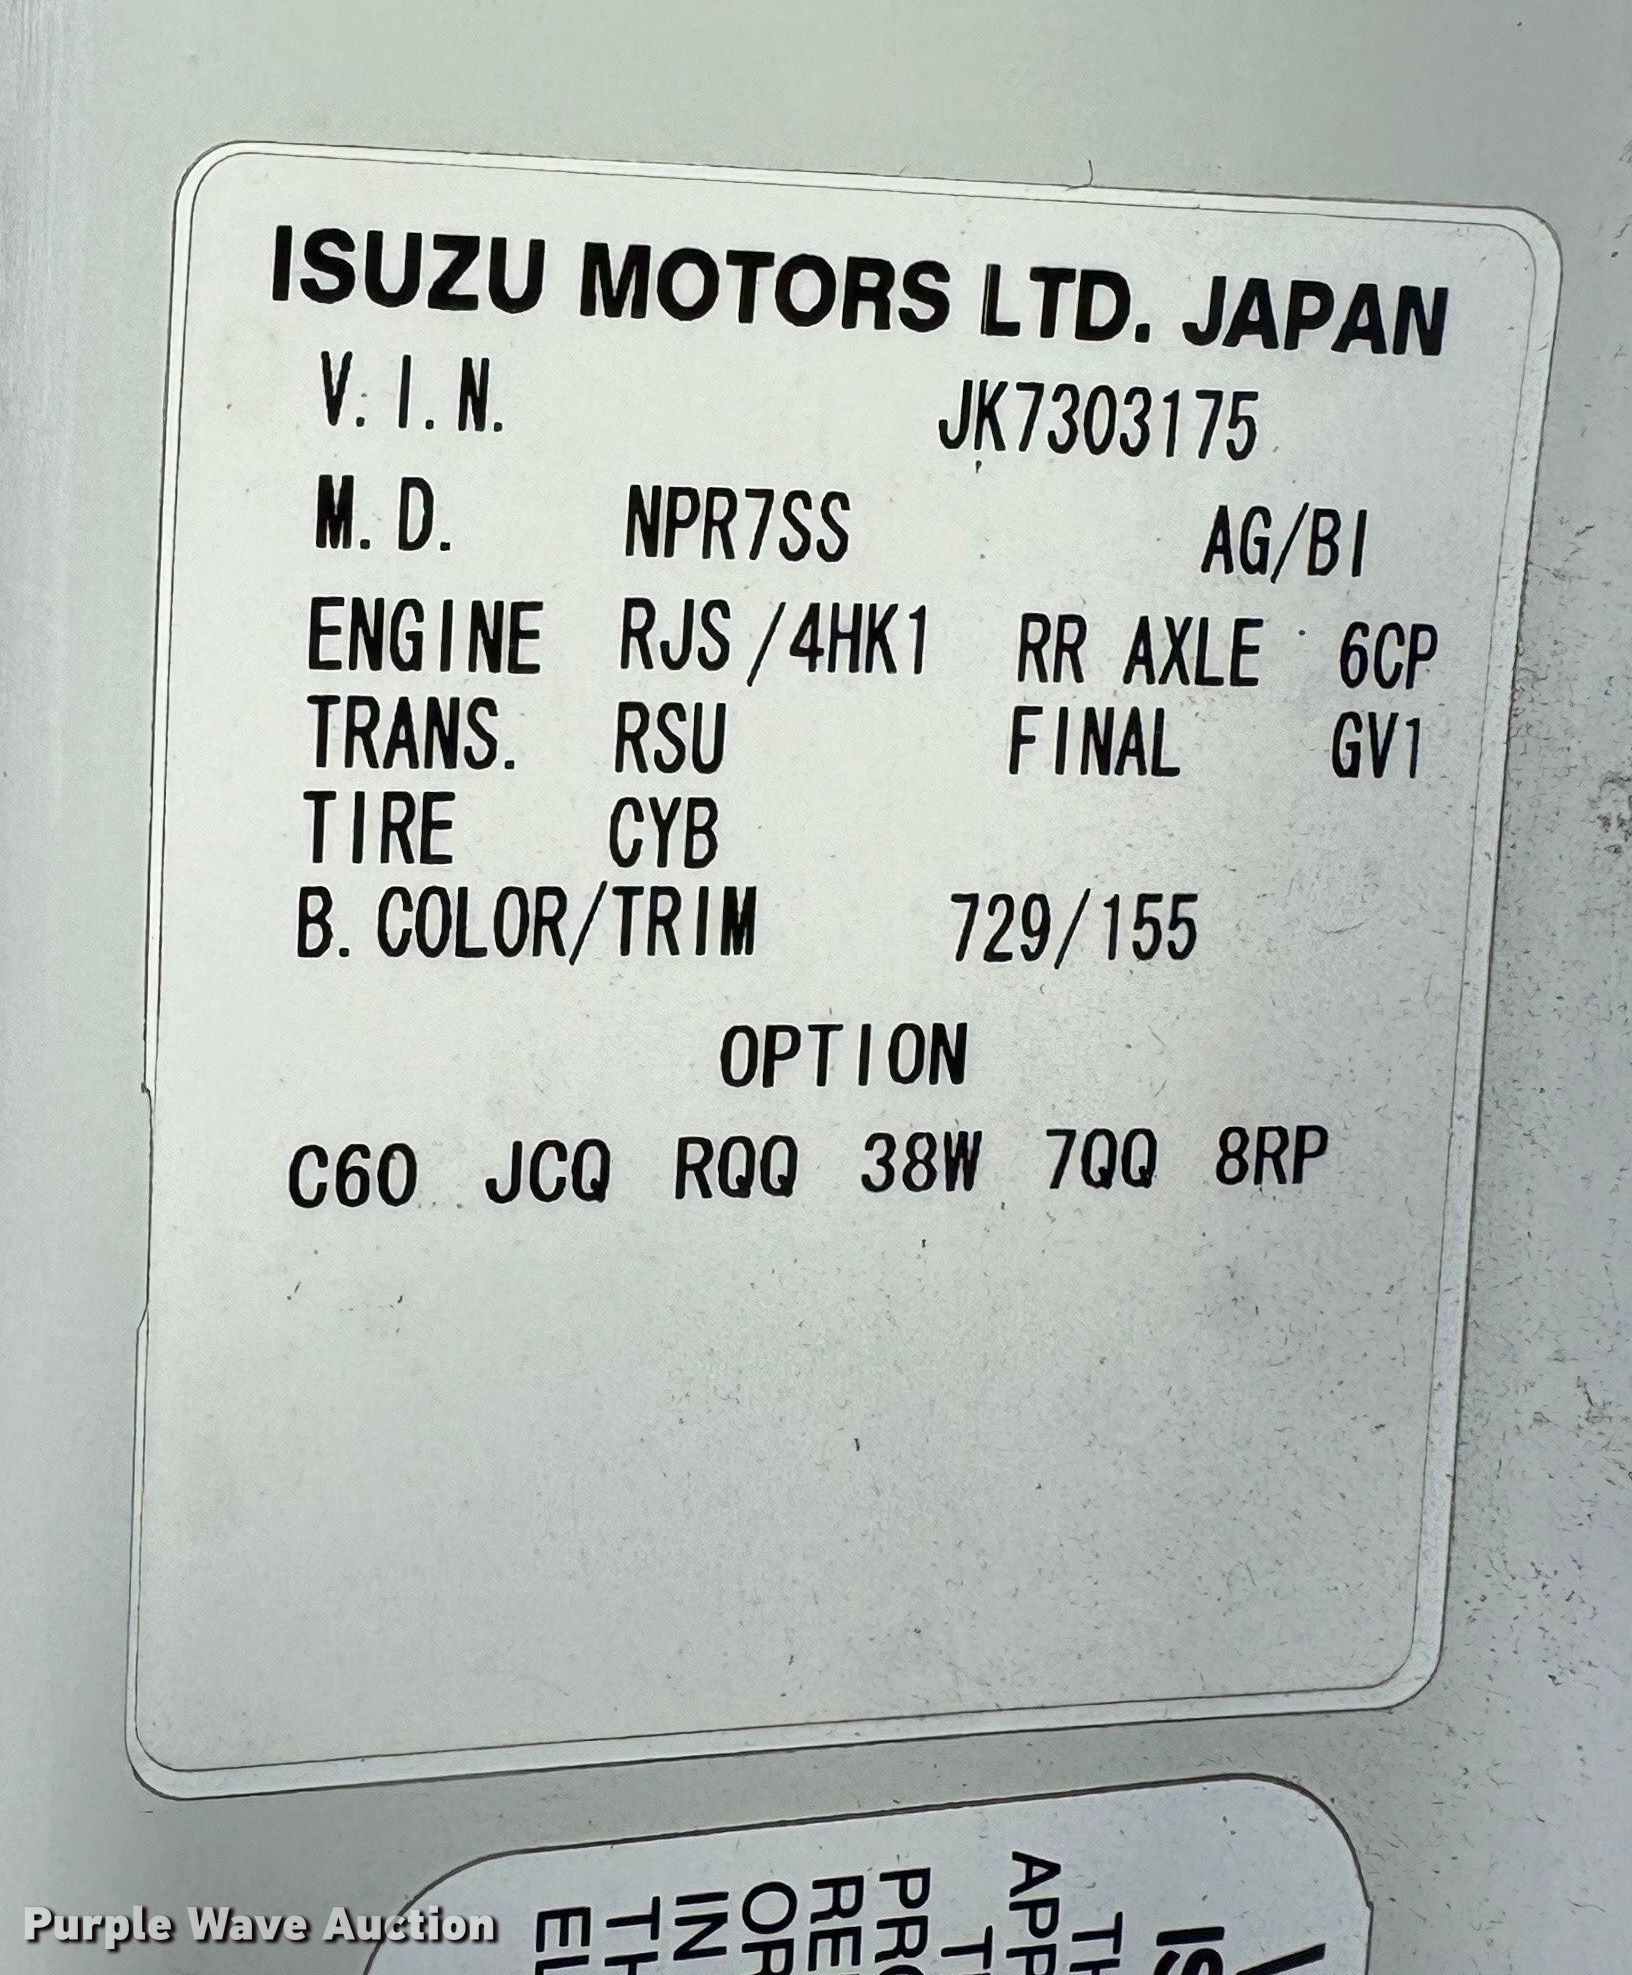 ISUZU MOTORS LTD. JAPAN
V.I.N. JK7303175
M.D. NPR7SS AG/BI
ENGINE RJS/4HK1 RR AXLE 6CP
TRANS. RSU FINAL GV1
TIRE CYB
B.COLOR/TRIM 729/155
OPTION
C60 JCQ RQQ 38W 7QQ 8RP
Purple Wave Auction